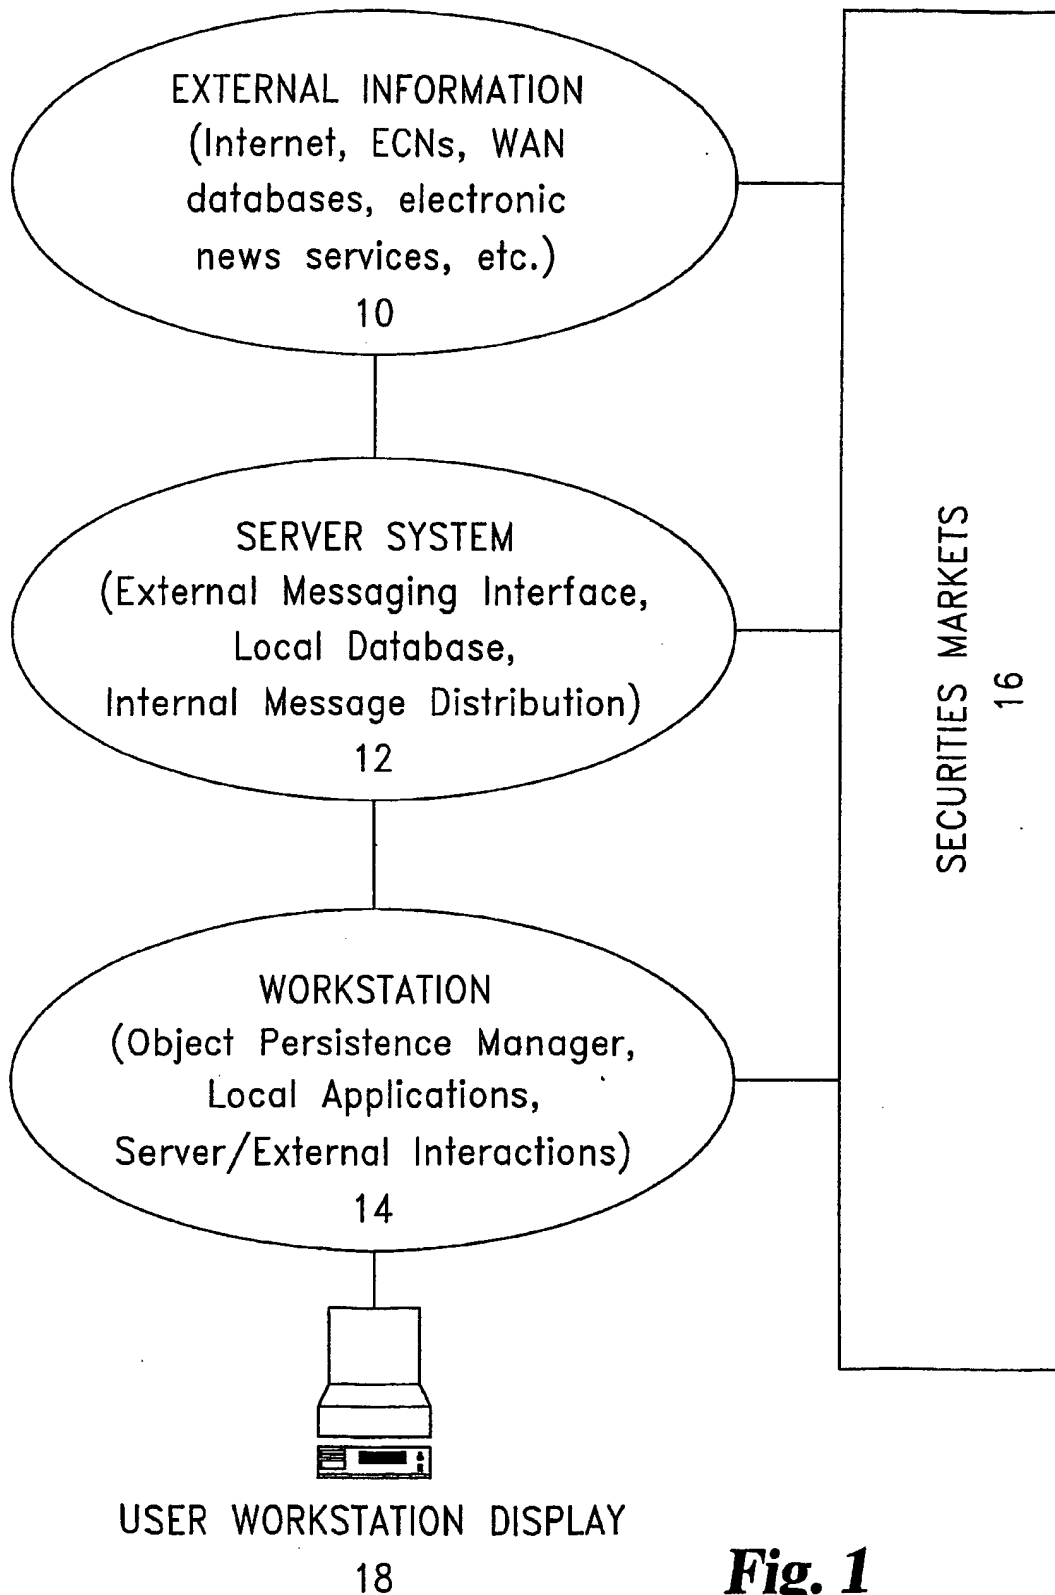 EXTERNAL INFORMATION
(Internet, ECNs, WAN
databases, electronic
news services, etc.)
10
SERVER SYSTEM
(External Messaging Interface,
Local Database,
Internal Message Distribution)
12
WORKSTATION
(Object Persistence Manager,
Local Applications,
Server/External Interactions)
14
SECURITIES MARKETS
16
USER WORKSTATION DISPLAY
18
Fig. 1